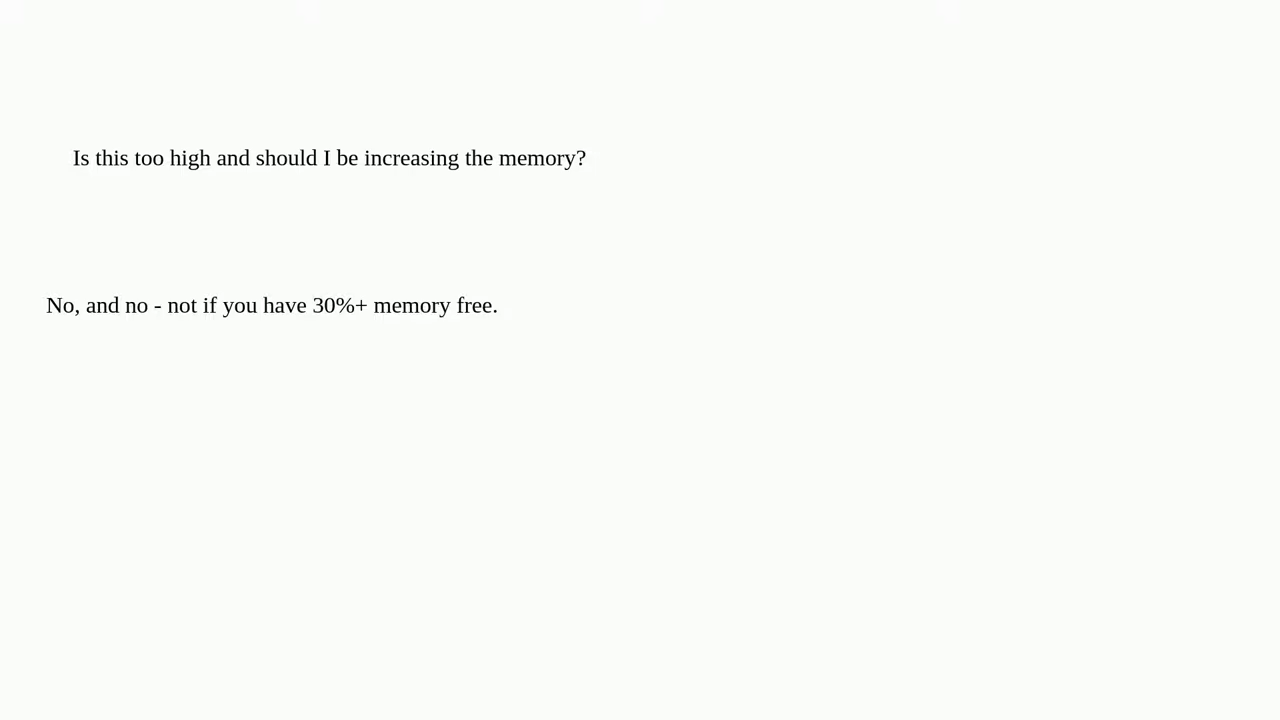 Is this too high and should I be increasing the memory?
No, and no - not if you have 30%+ memory free.